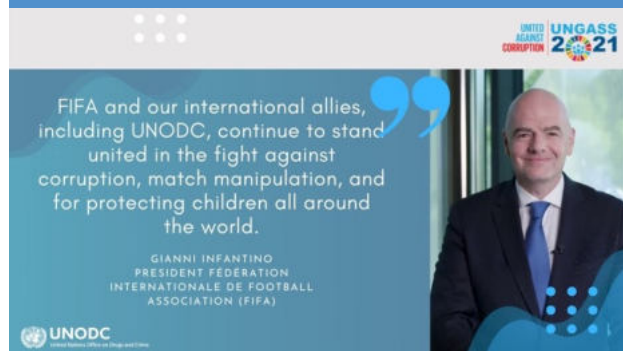 UNITED
AGAINST
CORRUPTION
UNGASS
2021
FIFA and our international allies,
including UNODC, continue to stand
united in the fight against
corruption, match manipulation, and
for protecting children all around
the world.
GIANNI INFANTINO
PRESIDENT FÉDÉRATION
INTERNATIONALE DE FOOTBALL
ASSOCIATION (FIFA)
UNODC
United Nations Office on Drugs and Crime